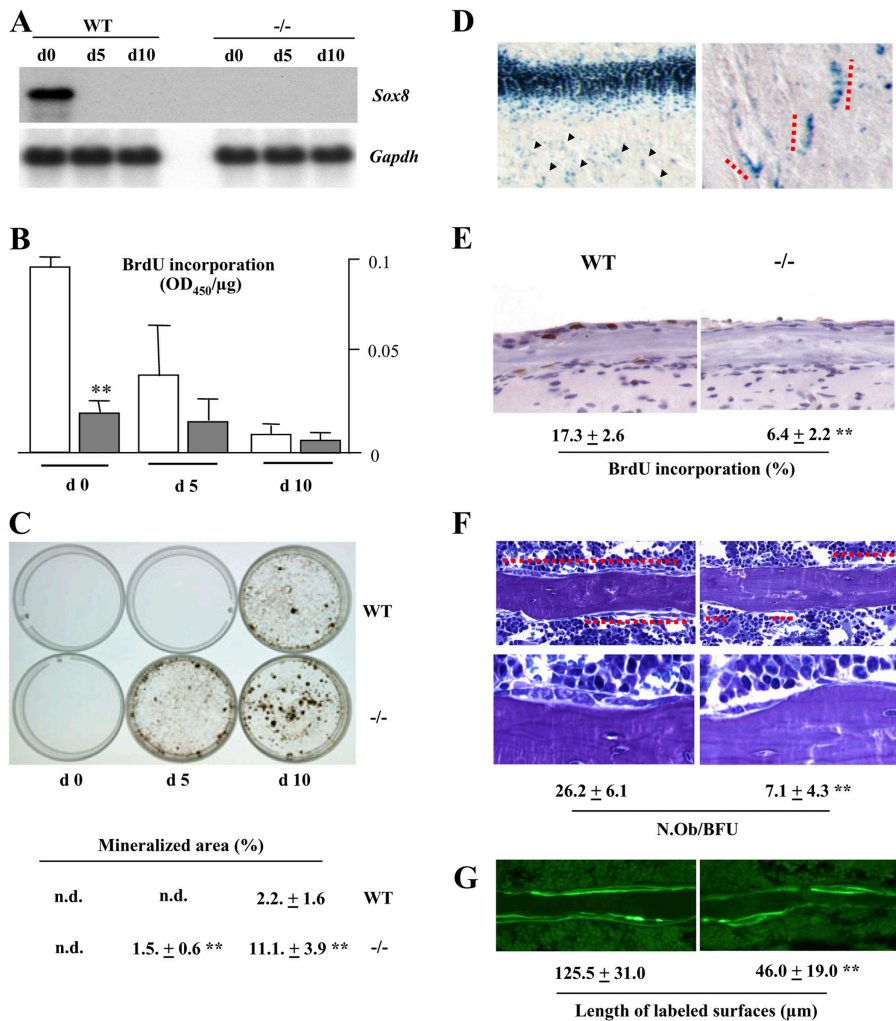 A
WT -/-
d0 d5 d10 d0 d5 d10
Sox8
Gapdh
B
BrdU incorporation
(OD450/µg)
0.1
0.05
0
**
d 0 d 5 d 10
C
WT
-/-
d 0 d 5 d 10
Mineralized area (%)
n.d. n.d. 2.2. ± 1.6 WT
n.d. 1.5. ± 0.6 ** 11.1. ± 3.9 ** -/-
D
E
WT -/-
17.3 ± 2.6 6.4 ± 2.2 **
BrdU incorporation (%)
F
26.2 ± 6.1 7.1 ± 4.3 **
N.Ob/BFU
G
125.5 ± 31.0 46.0 ± 19.0 **
Length of labeled surfaces (µm)